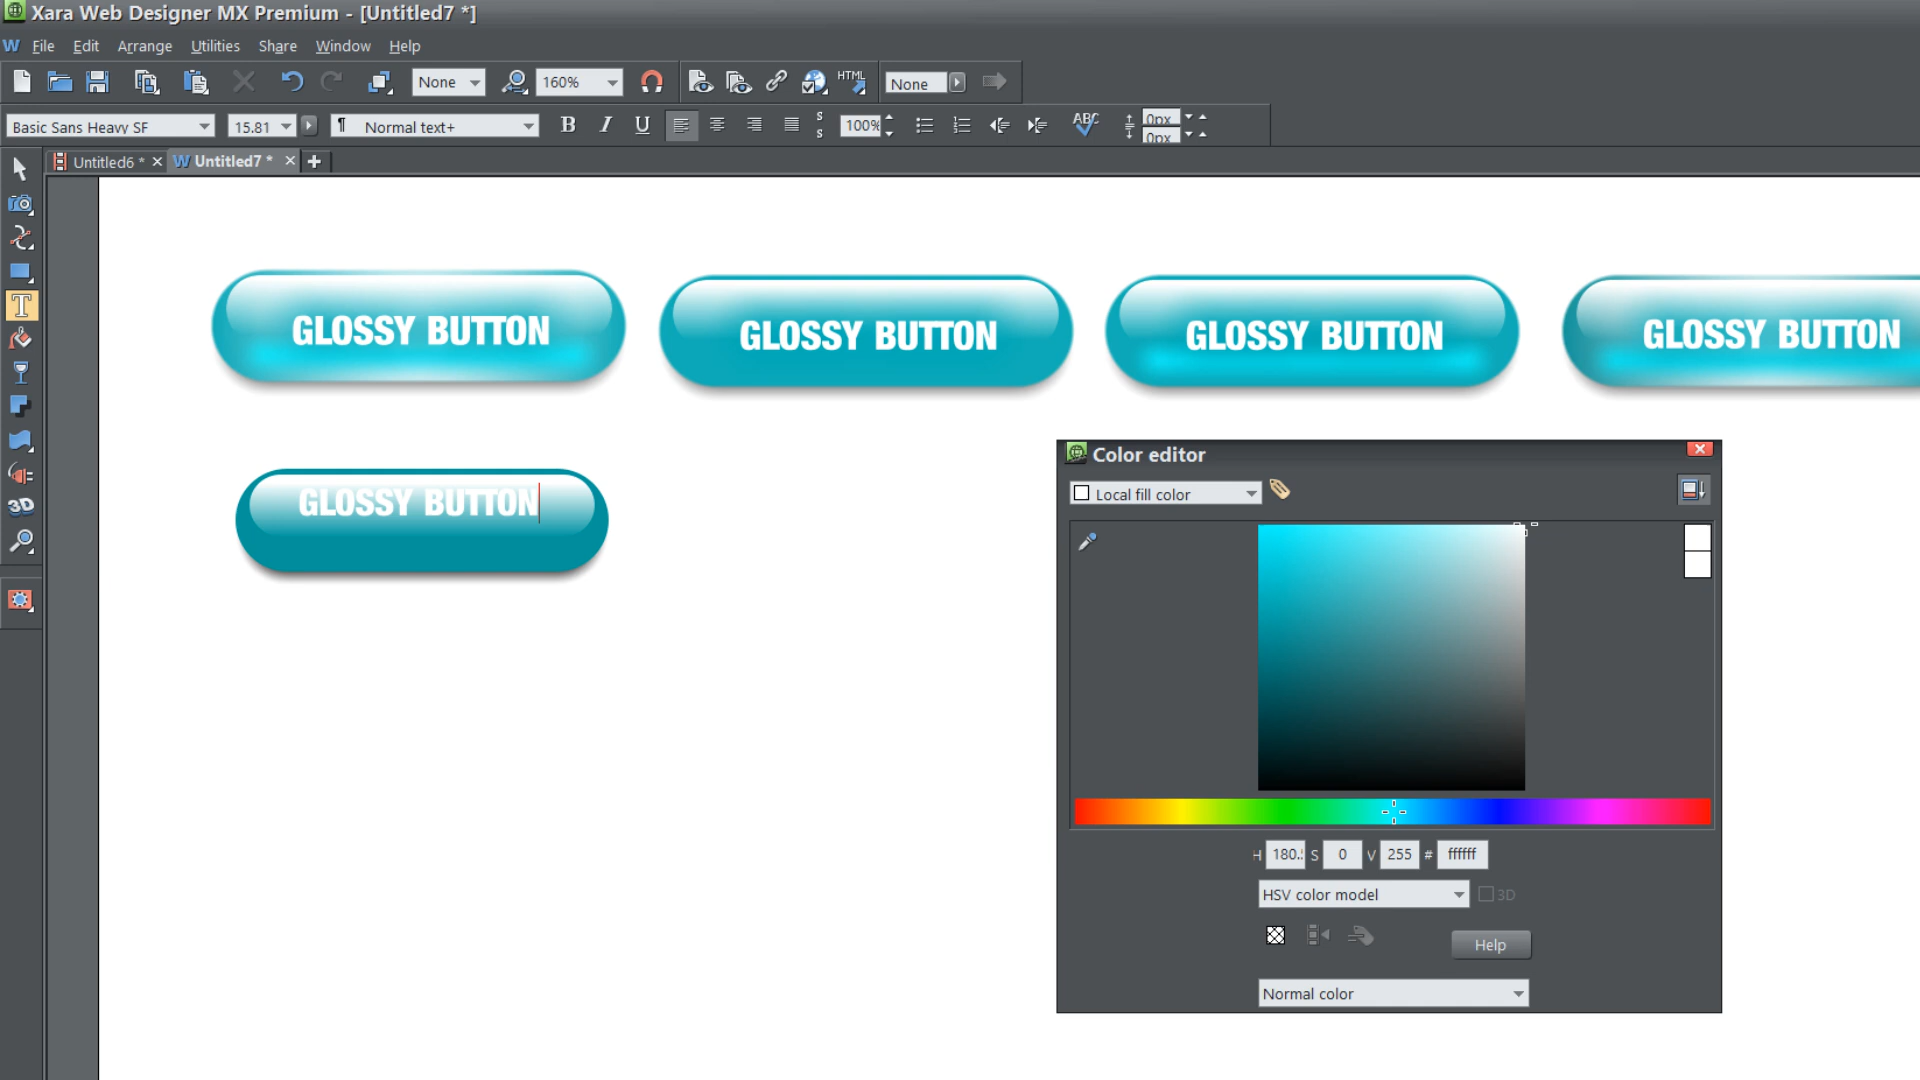 Xara Web Designer MX Premium - [Untitled7 *]
File Edit Arrange Utilities Share Window Help
None 160% HTML None
Basic Sans Heavy SF 15.81 ¶ Normal text+ B I U S S 100% ABC 0px 0px
Untitled6 * W Untitled7 *
GLOSSY BUTTON GLOSSY BUTTON GLOSSY BUTTON GLOSSY BUTTON
T
Color editor
Local fill color
GLOSSY BUTTON
3D
H 180. S 0 V 255 # ffffff
HSV color model 3D
Help
Normal color